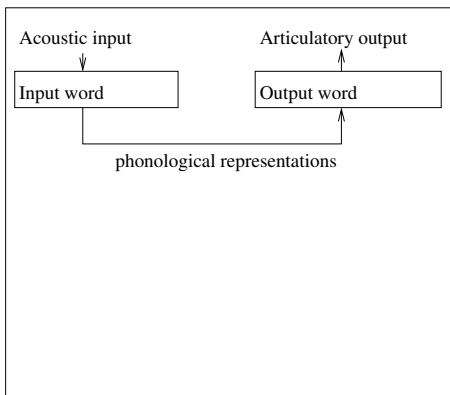 Acoustic input
Articulatory output
Input word
Output word
phonological representations